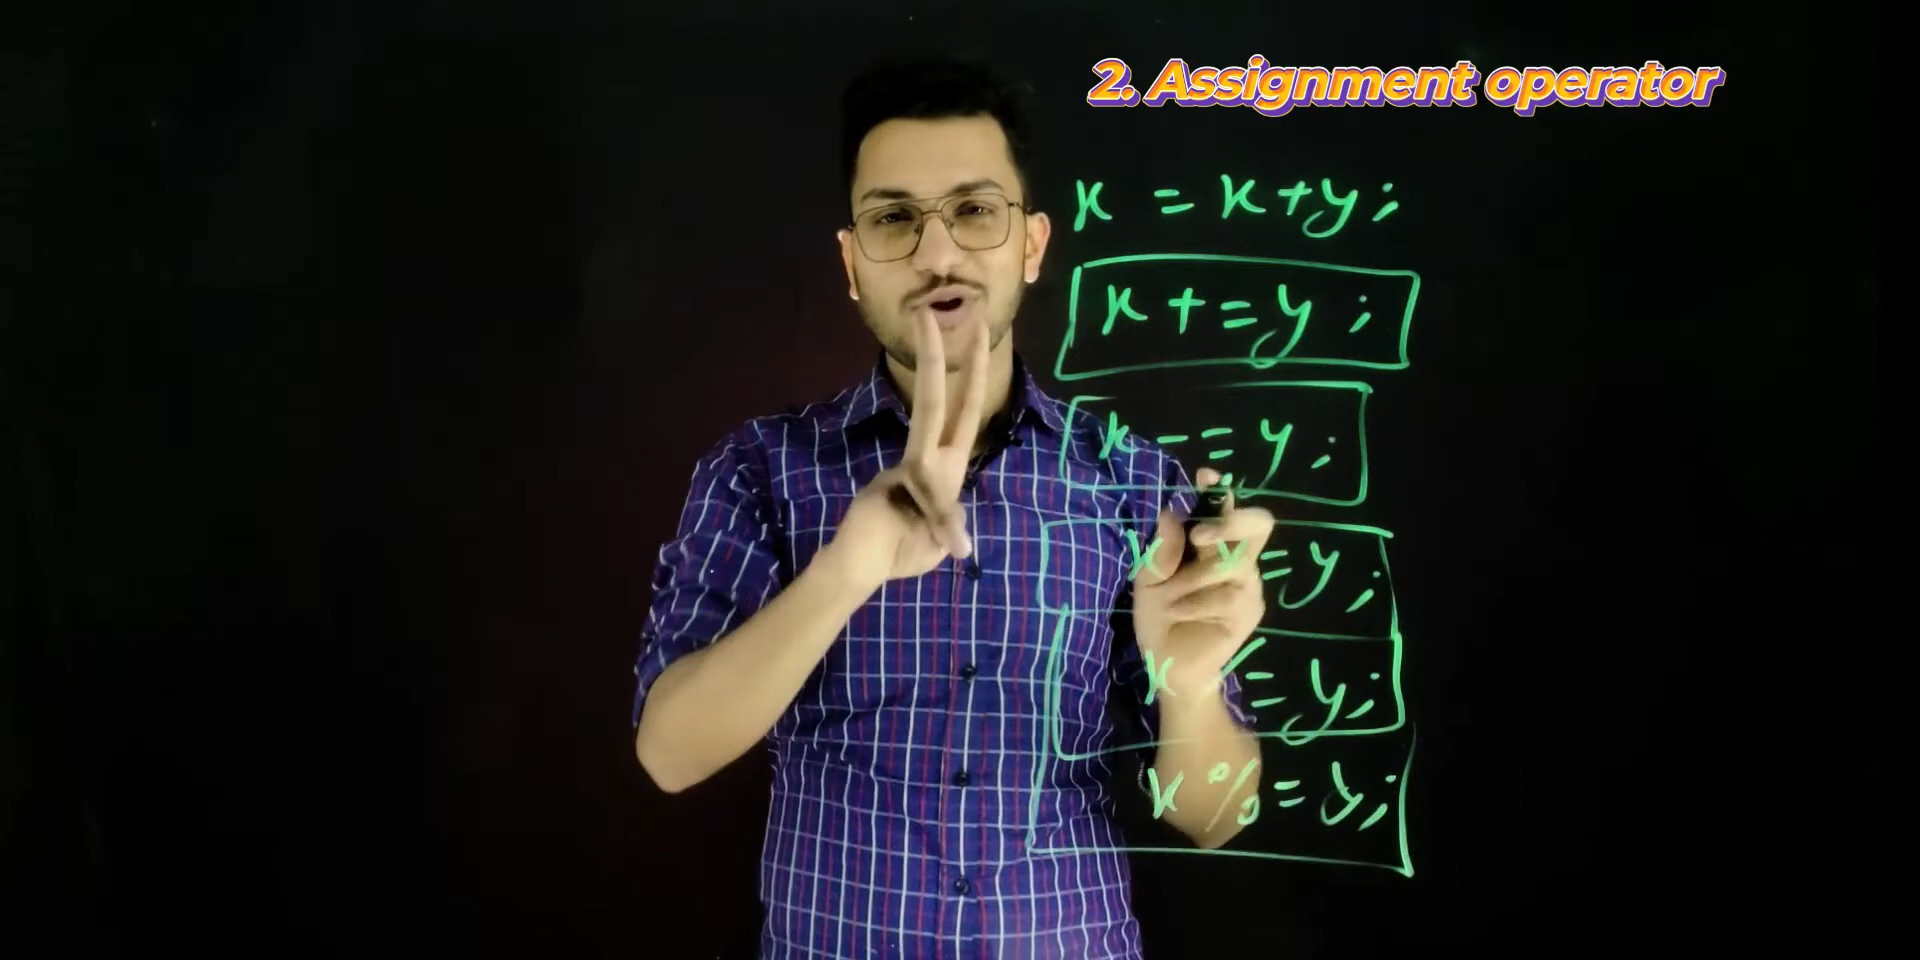 2. Assignment operator
x = x+y;
x +=y;
x -=y;
x *=y;
x /=y;
x %=y;